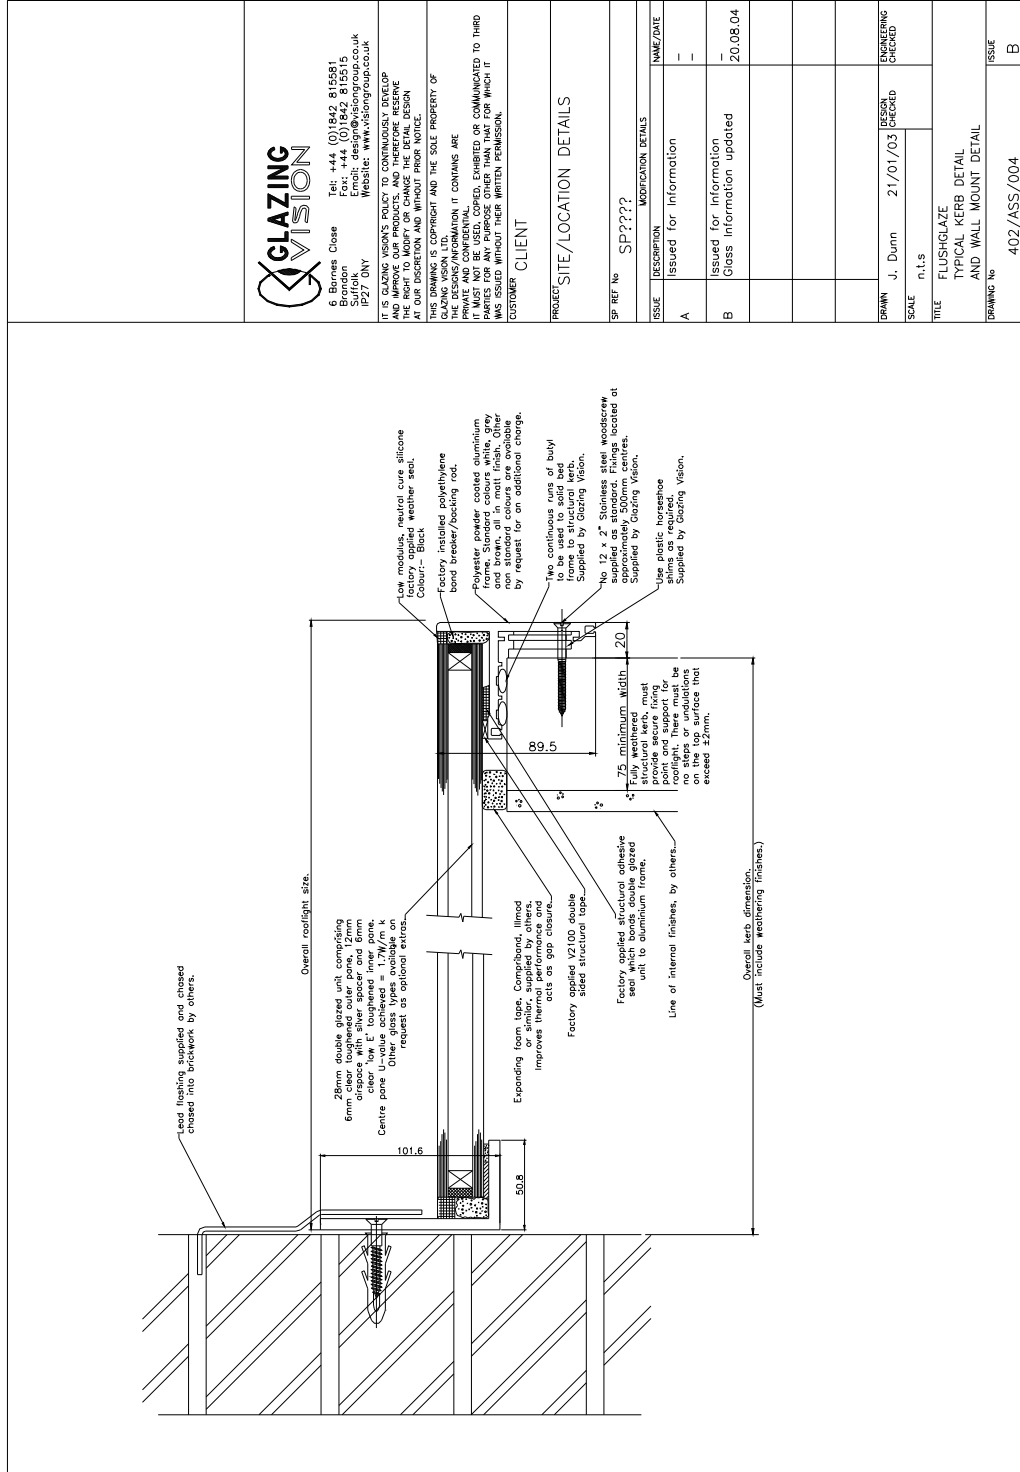 GLAZING
VISION
6 Barnes Close
Brandon
Suffolk
IP27 0NY
Tel: +44 (0)1842 815581
Fax: +44 (0)1842 815515
Email: design@visiongroup.co.uk
Website: www.visiongroup.co.uk
IT IS GLAZING VISION'S POLICY TO CONTINUOUSLY DEVELOP
AND IMPROVE OUR PRODUCTS, AND THEREFORE RESERVE
THE RIGHT TO MODIFY OR CHANGE THE DETAIL DESIGN
AT OUR DISCRETION AND WITHOUT PRIOR NOTICE.
THIS DRAWING IS COPYRIGHT AND THE SOLE PROPERTY OF
GLAZING VISION LTD.
THE DESIGNS/INFORMATION IT CONTAINS ARE
PRIVATE AND CONFIDENTIAL.
IT MUST NOT BE USED, COPIED, EXHIBITED OR COMMUNICATED TO THIRD
PARTIES FOR ANY PURPOSE OTHER THAN THAT FOR WHICH IT
WAS ISSUED WITHOUT THEIR WRITTEN PERMISSION.
CUSTOMER
CLIENT
PROJECT
SITE/LOCATION DETAILS
SP REF No
SP????
MODIFICATION DETAILS
ISSUE DESCRIPTION NAME/DATE
A Issued for Information -
-
B Issued for Information -
Glass Information updated 20.08.04
DRAWN J. Dunn 21/01/03
DESIGN
CHECKED
ENGINEERING
CHECKED
SCALE
n.t.s
TITLE
FLUSHGLAZE
TYPICAL KERB DETAIL
AND WALL MOUNT DETAIL
DRAWING No
402/ASS/004
ISSUE
B
Lead flashing supplied and chased
chased into brickwork by others.
Overall rooflight size.
28mm double glazed unit comprising
6mm clear toughened outer pane, 12mm
airspace with silver spacer and 6mm
clear 'low E' toughened inner pane.
Centre pane U-value achieved = 1.7W/m k
Other glass types available on
request as optional extras.
Low modulus, neutral cure silicone
factory applied weather seal.
Colour:- Black
Factory installed polyethylene
bond breaker/backing rod.
Polyester powder coated aluminium
frame. Standard colours white, grey
and brown, all in matt finish. Other
non standard colours are available
by request for an additional charge.
Two continuous runs of butyl
to be used to solid bed
frame to structural kerb.
Supplied by Glazing Vision.
No 12 x 2" Stainless steel woodscrew
supplied as standard. Fixings located at
approximately 500mm centres.
Supplied by Glazing Vision.
Use plastic horseshoe
shims as required.
Supplied by Glazing Vision.
101.6
50.8
89.5
20
75 minimum width
Fully weathered
structural kerb, must
provide secure fixing
point and support for
rooflight. There must be
no steps or undulations
on the top surface that
exceed ±2mm.
Expanding foam tape. Compriband, Illmod
or similar, supplied by others.
Improves thermal performance and
acts as gap closure.
Factory applied V2100 double
sided structural tape.
Factory applied structural adhesive
seal which bonds double glazed
unit to aluminium frame.
Line of internal finishes, by others.
Overall kerb dimension.
(Must include weathering finishes.)